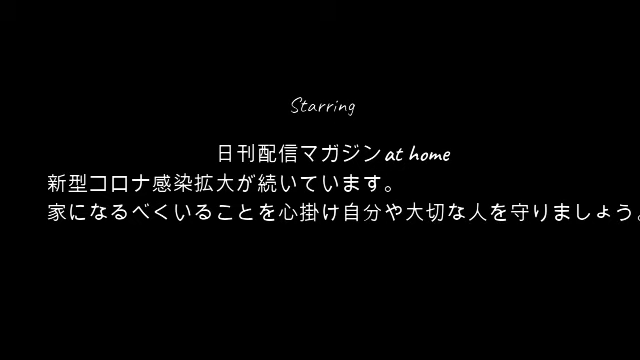 Starring
日刊配信マガジンat home
新型コロナ感染拡大が続いています。
家になるべくいることを心掛け自分や大切な人を守りましょう。